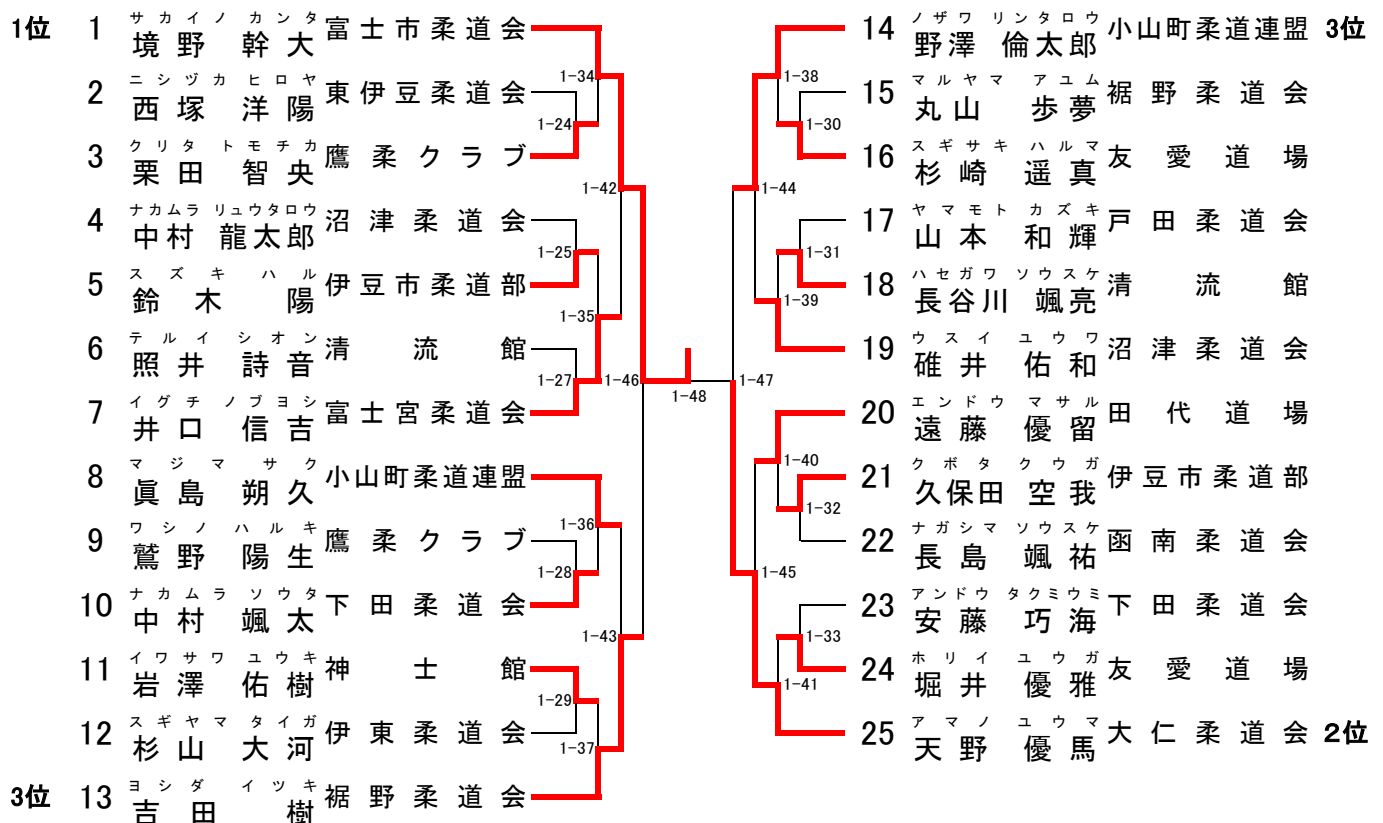 サカイノ カンタ
1位 1 境野 幹大 富士市柔道会
ニシヅカ ヒロヤ
2 西塚 洋陽 東伊豆柔道会
クリタ トモチカ
3 栗田 智央 鷹柔クラブ
ナカムラ リュウタロウ
4 中村 龍太郎 沼津柔道会
スズキ ハル
5 鈴木 陽 伊豆市柔道部
テルイ シオン
6 照井 詩音 清流館
イグチ ノブヨシ
7 井口 信吉 富士宮柔道会
マジマ サク
8 眞島 朔久 小山町柔道連盟
ワシノ ハルキ
9 鷲野 陽生 鷹柔クラブ
ナカムラ ソウタ
10 中村 颯太 下田柔道会
イワサワ ユウキ
11 岩澤 佑樹 神士館
スギヤマ タイガ
12 杉山 大河 伊東柔道会
ヨシダ イツキ
3位 13 吉田 樹 裾野柔道会
1-34
1-24
1-42
1-25
1-35
1-27
1-46
1-36
1-28
1-43
1-29
1-37
1-48
1-38
1-30
1-44
1-31
1-39
1-47
1-40
1-32
1-45
1-33
1-41
ノザワ リンタロウ
14 野澤 倫太郎 小山町柔道連盟 3位
マルヤマ アユム
15 丸山 歩夢 裾野柔道会
スギサキ ハルマ
16 杉崎 遥真 友愛道場
ヤマモト カズキ
17 山本 和輝 戸田柔道会
ハセガワ ソウスケ
18 長谷川 颯亮 清流館
ウスイ ユウワ
19 碓井 佑和 沼津柔道会
エンドウ マサル
20 遠藤 優留 田代道場
クボタ クウガ
21 久保田 空我 伊豆市柔道部
ナガシマ ソウスケ
22 長島 颯祐 函南柔道会
アンドウ タクミウミ
23 安藤 巧海 下田柔道会
ホリイ ユウガ
24 堀井 優雅 友愛道場
アマノ ユウマ
25 天野 優馬 大仁柔道会 2位